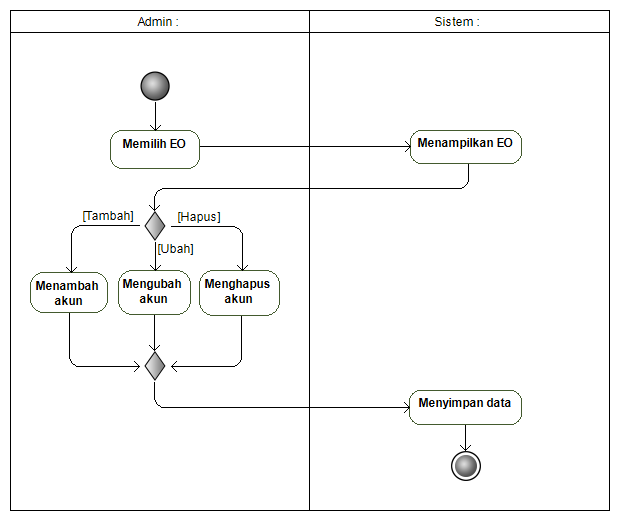 Admin :
Sistem :
Memilih EO
Menampilkan EO
[Tambah]
[Hapus]
[Ubah]
Menambah
akun
Mengubah
akun
Menghapus
akun
Menyimpan data